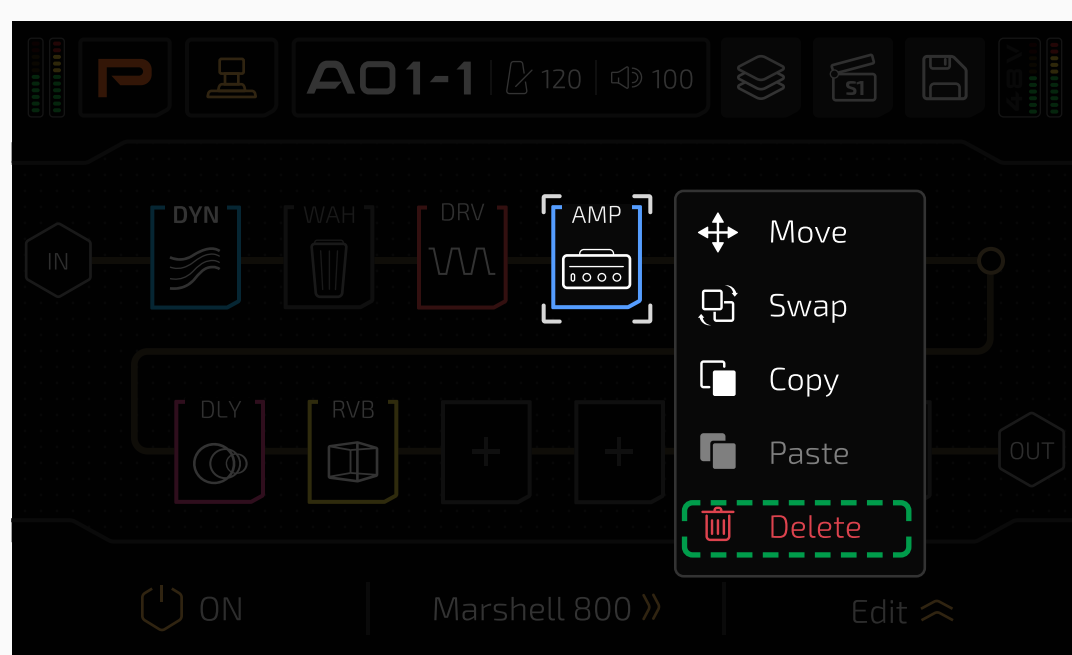 A01-1 120 100 S1 48V
DYN WAH DRV AMP
IN
Move
Swap
Copy
DLY RVB
Paste
OUT
Delete
ON Marshell 800 Edit